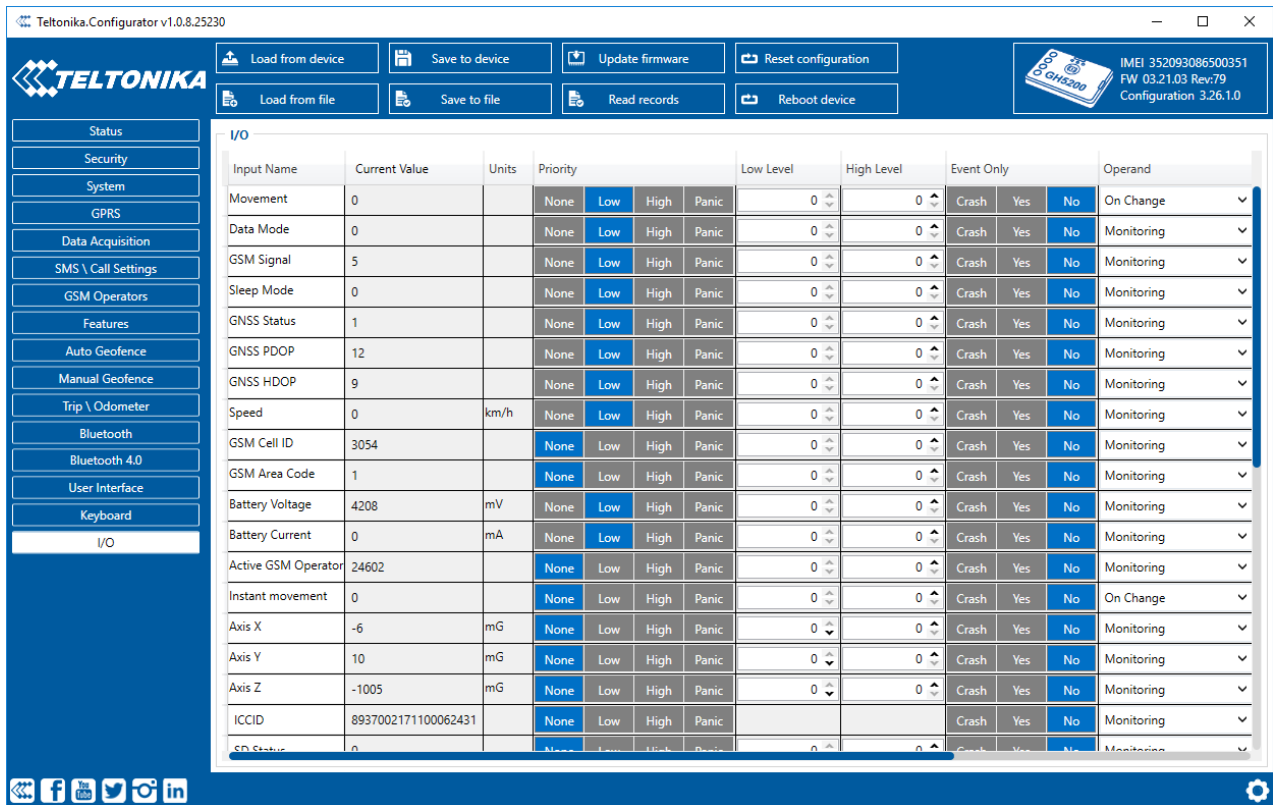 Teltonika.Configurator v1.0.8.25230
TELTONIKA
Load from device Save to device Update firmware Reset configuration
Load from file Save to file Read records Reboot device
GH5200
IMEI 352093086500351
FW 03.21.03 Rev:79
Configuration 3.26.1.0
Status
Security
System
GPRS
Data Acquisition
SMS \ Call Settings
GSM Operators
Features
Auto Geofence
Manual Geofence
Trip \ Odometer
Bluetooth
Bluetooth 4.0
User Interface
Keyboard
I/O
I/O
Input Name Current Value Units Priority Low Level High Level Event Only Operand
Movement 0 None Low High Panic 0 0 Crash Yes No On Change
Data Mode 0 None Low High Panic 0 0 Crash Yes No Monitoring
GSM Signal 5 None Low High Panic 0 0 Crash Yes No Monitoring
Sleep Mode 0 None Low High Panic 0 0 Crash Yes No Monitoring
GNSS Status 1 None Low High Panic 0 0 Crash Yes No Monitoring
GNSS PDOP 12 None Low High Panic 0 0 Crash Yes No Monitoring
GNSS HDOP 9 None Low High Panic 0 0 Crash Yes No Monitoring
Speed 0 km/h None Low High Panic 0 0 Crash Yes No Monitoring
GSM Cell ID 3054 None Low High Panic 0 0 Crash Yes No Monitoring
GSM Area Code 1 None Low High Panic 0 0 Crash Yes No Monitoring
Battery Voltage 4208 mV None Low High Panic 0 0 Crash Yes No Monitoring
Battery Current 0 mA None Low High Panic 0 0 Crash Yes No Monitoring
Active GSM Operator 24602 None Low High Panic 0 0 Crash Yes No Monitoring
Instant movement 0 None Low High Panic 0 0 Crash Yes No On Change
Axis X -6 mG None Low High Panic 0 0 Crash Yes No Monitoring
Axis Y 10 mG None Low High Panic 0 0 Crash Yes No Monitoring
Axis Z -1005 mG None Low High Panic 0 0 Crash Yes No Monitoring
ICCID 8937002171100062431 None Low High Panic Crash Yes No Monitoring
SD Status 0 None Low High Panic 0 0 Crash Yes No Monitoring
f You Tube in